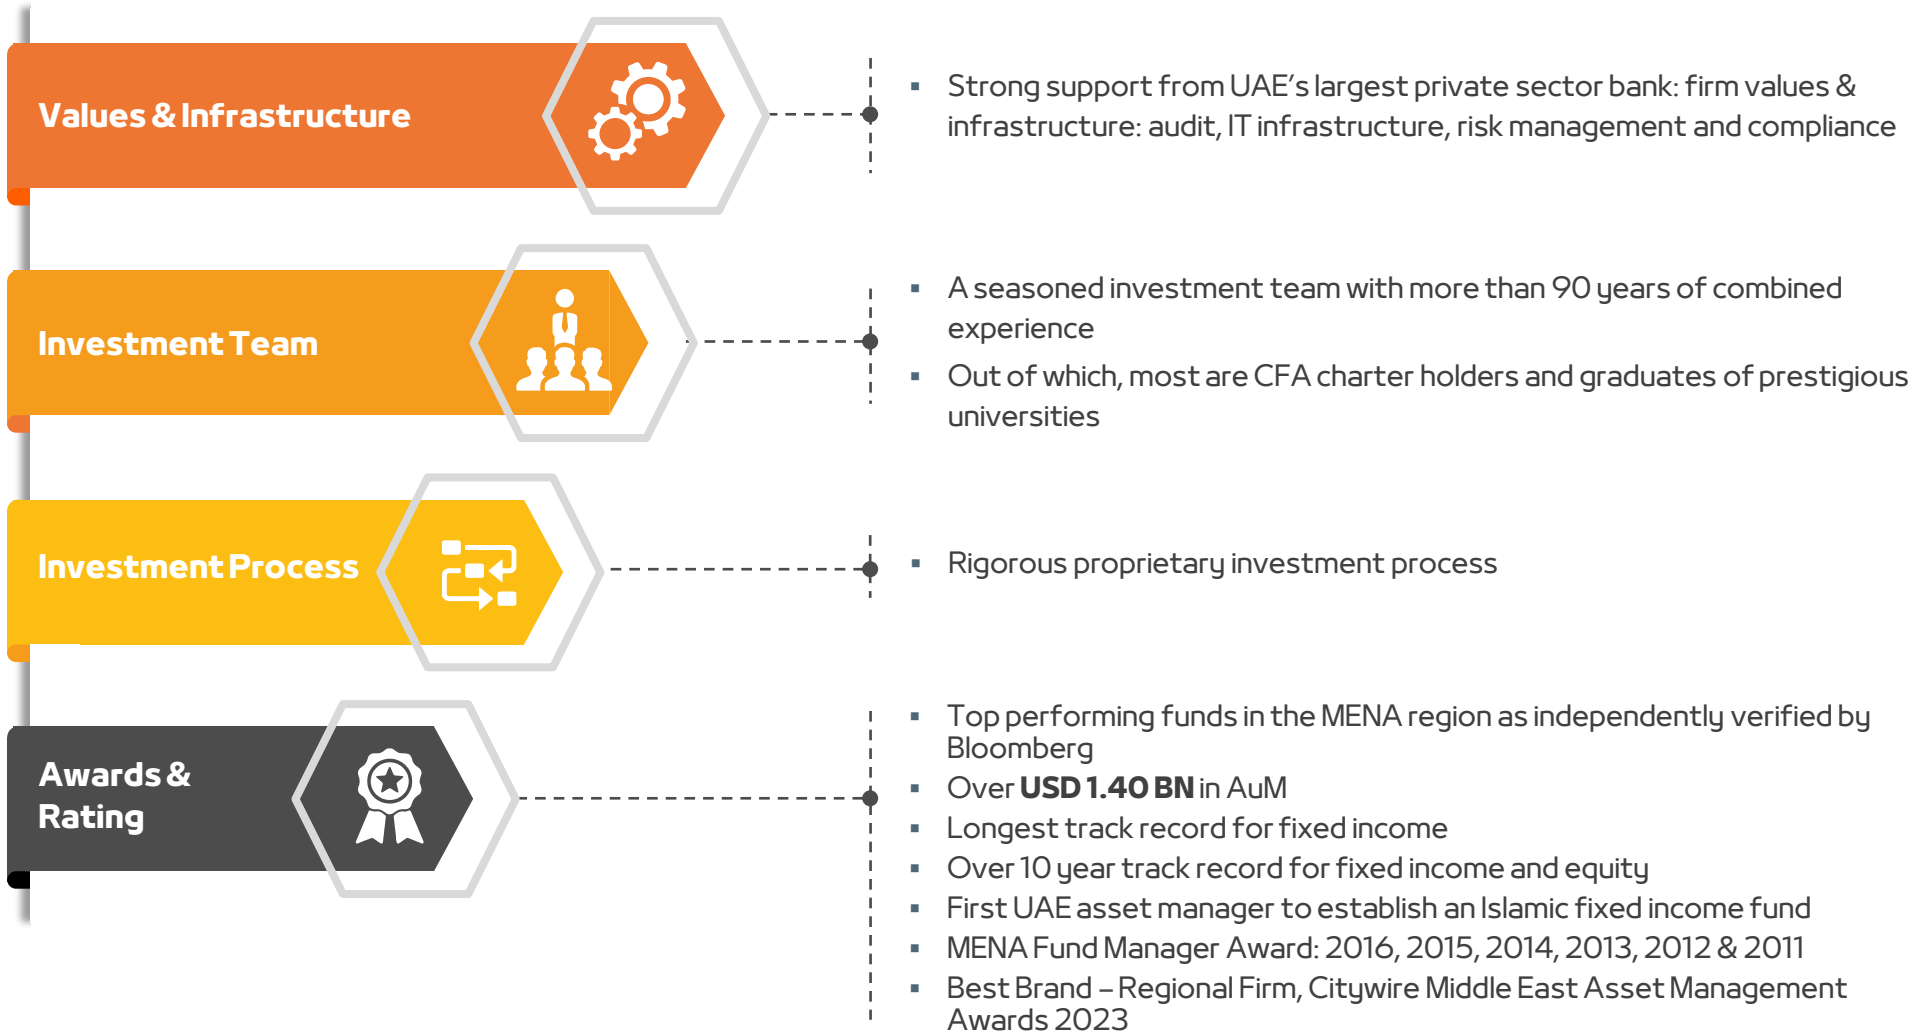 Values & Infrastructure
▪ Strong support from UAE's largest private sector bank: firm values &
infrastructure: audit, IT infrastructure, risk management and compliance
Investment Team
▪ A seasoned investment team with more than 90 years of combined
experience
▪ Out of which, most are CFA charter holders and graduates of prestigious
universities
Investment Process
▪ Rigorous proprietary investment process
Awards &
Rating
▪ Top performing funds in the MENA region as independently verified by
Bloomberg
▪ Over USD 1.40 BN in AuM
▪ Longest track record for fixed income
▪ Over 10 year track record for fixed income and equity
▪ First UAE asset manager to establish an Islamic fixed income fund
▪ MENA Fund Manager Award: 2016, 2015, 2014, 2013, 2012 & 2011
▪ Best Brand – Regional Firm, Citywire Middle East Asset Management
Awards 2023